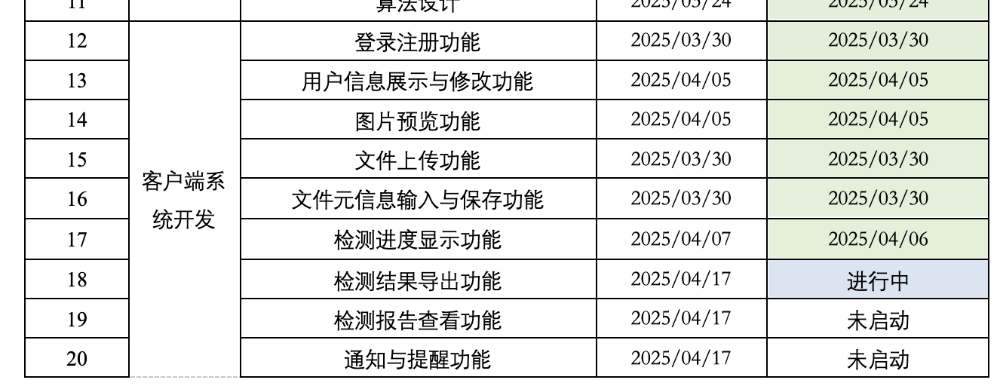 11 算法设计 2025/03/24 2025/03/24
12 登录注册功能 2025/03/30 2025/03/30
13 用户信息展示与修改功能 2025/04/05 2025/04/05
14 图片预览功能 2025/04/05 2025/04/05
15 文件上传功能 2025/03/30 2025/03/30
客户端系
统开发
16 文件元信息输入与保存功能 2025/03/30 2025/03/30
17 检测进度显示功能 2025/04/07 2025/04/06
18 检测结果导出功能 2025/04/17 进行中
19 检测报告查看功能 2025/04/17 未启动
20 通知与提醒功能 2025/04/17 未启动